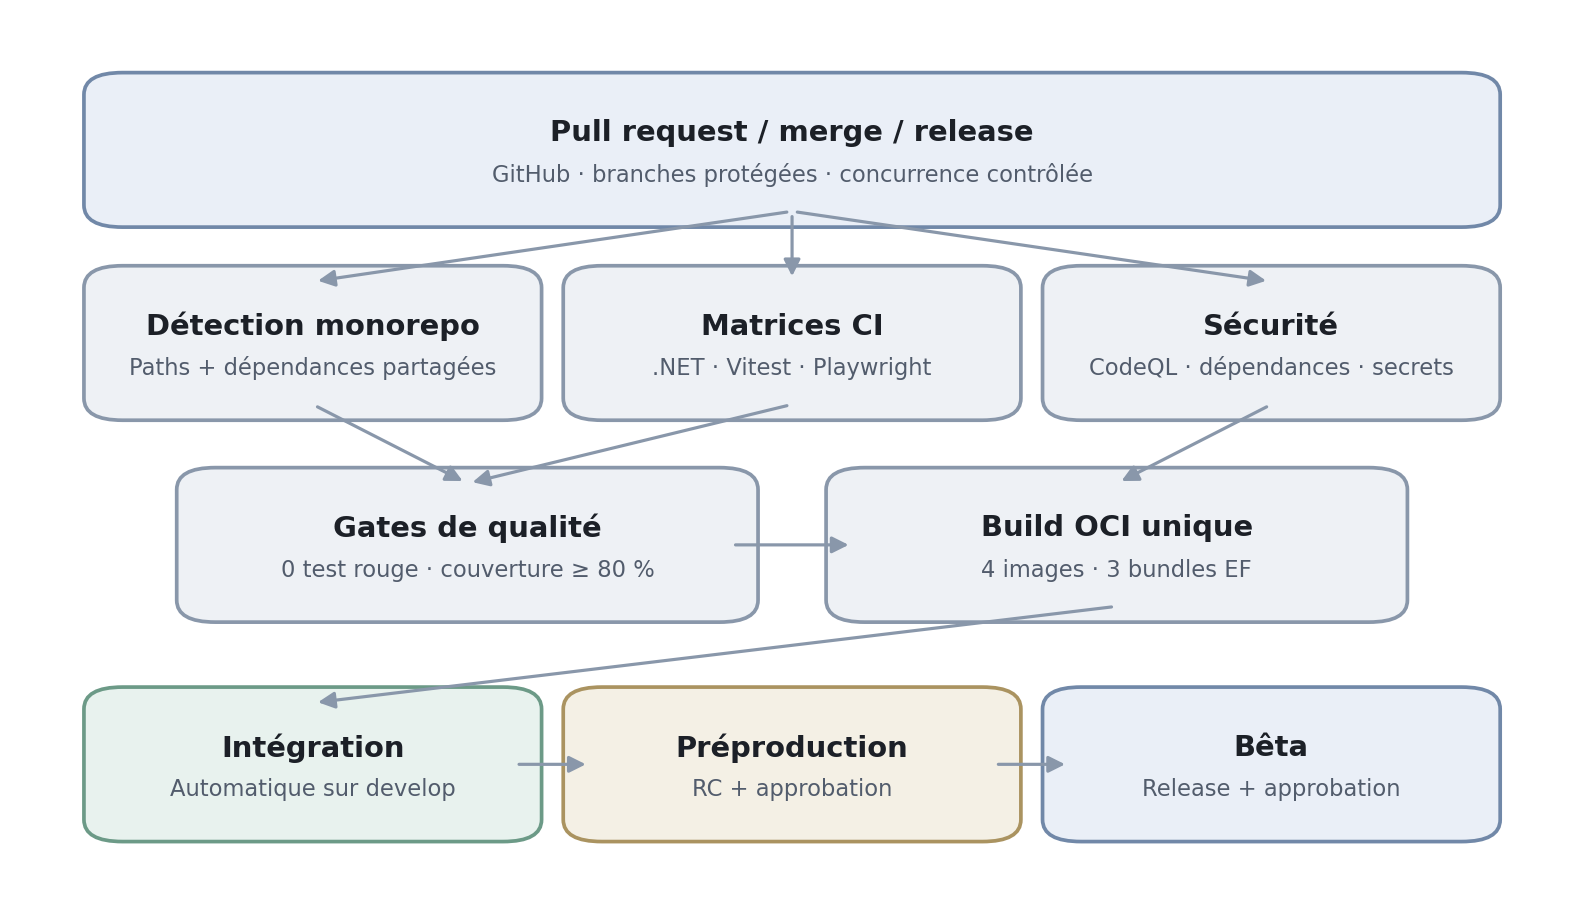 Pull request / merge / release
GitHub · branches protégées · concurrence contrôlée
Détection monorepo
Paths + dépendances partagées
Matrices CI
.NET · Vitest · Playwright
Sécurité
CodeQL · dépendances · secrets
Gates de qualité
0 test rouge · couverture ≥ 80 %
Build OCI unique
4 images · 3 bundles EF
Intégration
Automatique sur develop
Préproduction
RC + approbation
Bêta
Release + approbation